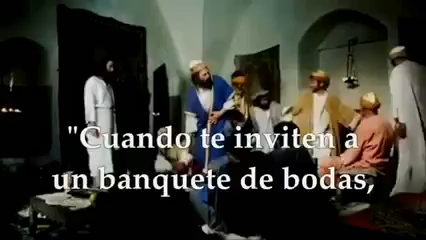 "Cuando te inviten a
un banquete de bodas,